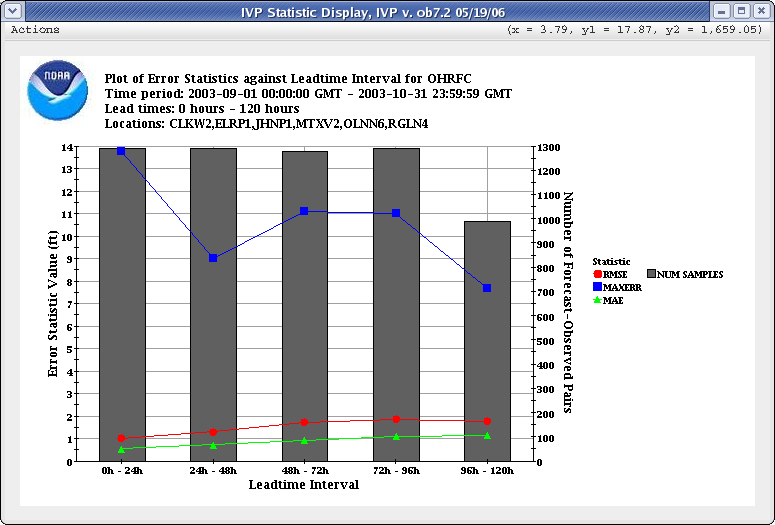 IVP Statistic Display, IVP v. ob7.2 05/19/06
Actions
(x = 3.79, y1 = 17.87, y2 = 1,659.05)
NOAA
Plot of Error Statistics against Leadtime Interval for OHRFC
Time period: 2003-09-01 00:00:00 GMT - 2003-10-31 23:59:59 GMT
Lead times: 0 hours - 120 hours
Locations: CLKW2,ELRP1,JHNP1,MTXV2,OLNN6,RGLN4
Error Statistic Value (ft)
14
13
12
11
10
9
8
7
6
5
4
3
2
1
0
1300
1200
1100
1000
900
800
700
600
500
400
300
200
100
0
Number of Forecast-Observed Pairs
0h - 24h
24h - 48h
48h - 72h
72h - 96h
96h - 120h
Leadtime Interval
Statistic
RMSE
NUM SAMPLES
MAXERR
MAE